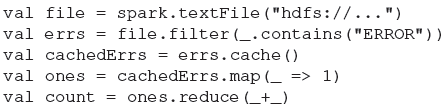 val file = spark.textFile("hdfs://...")
val errs = file.filter(_.contains("ERROR"))
val cachedErrs = errs.cache()
val ones = cachedErrs.map(_ => 1)
val count = ones.reduce(_+_)